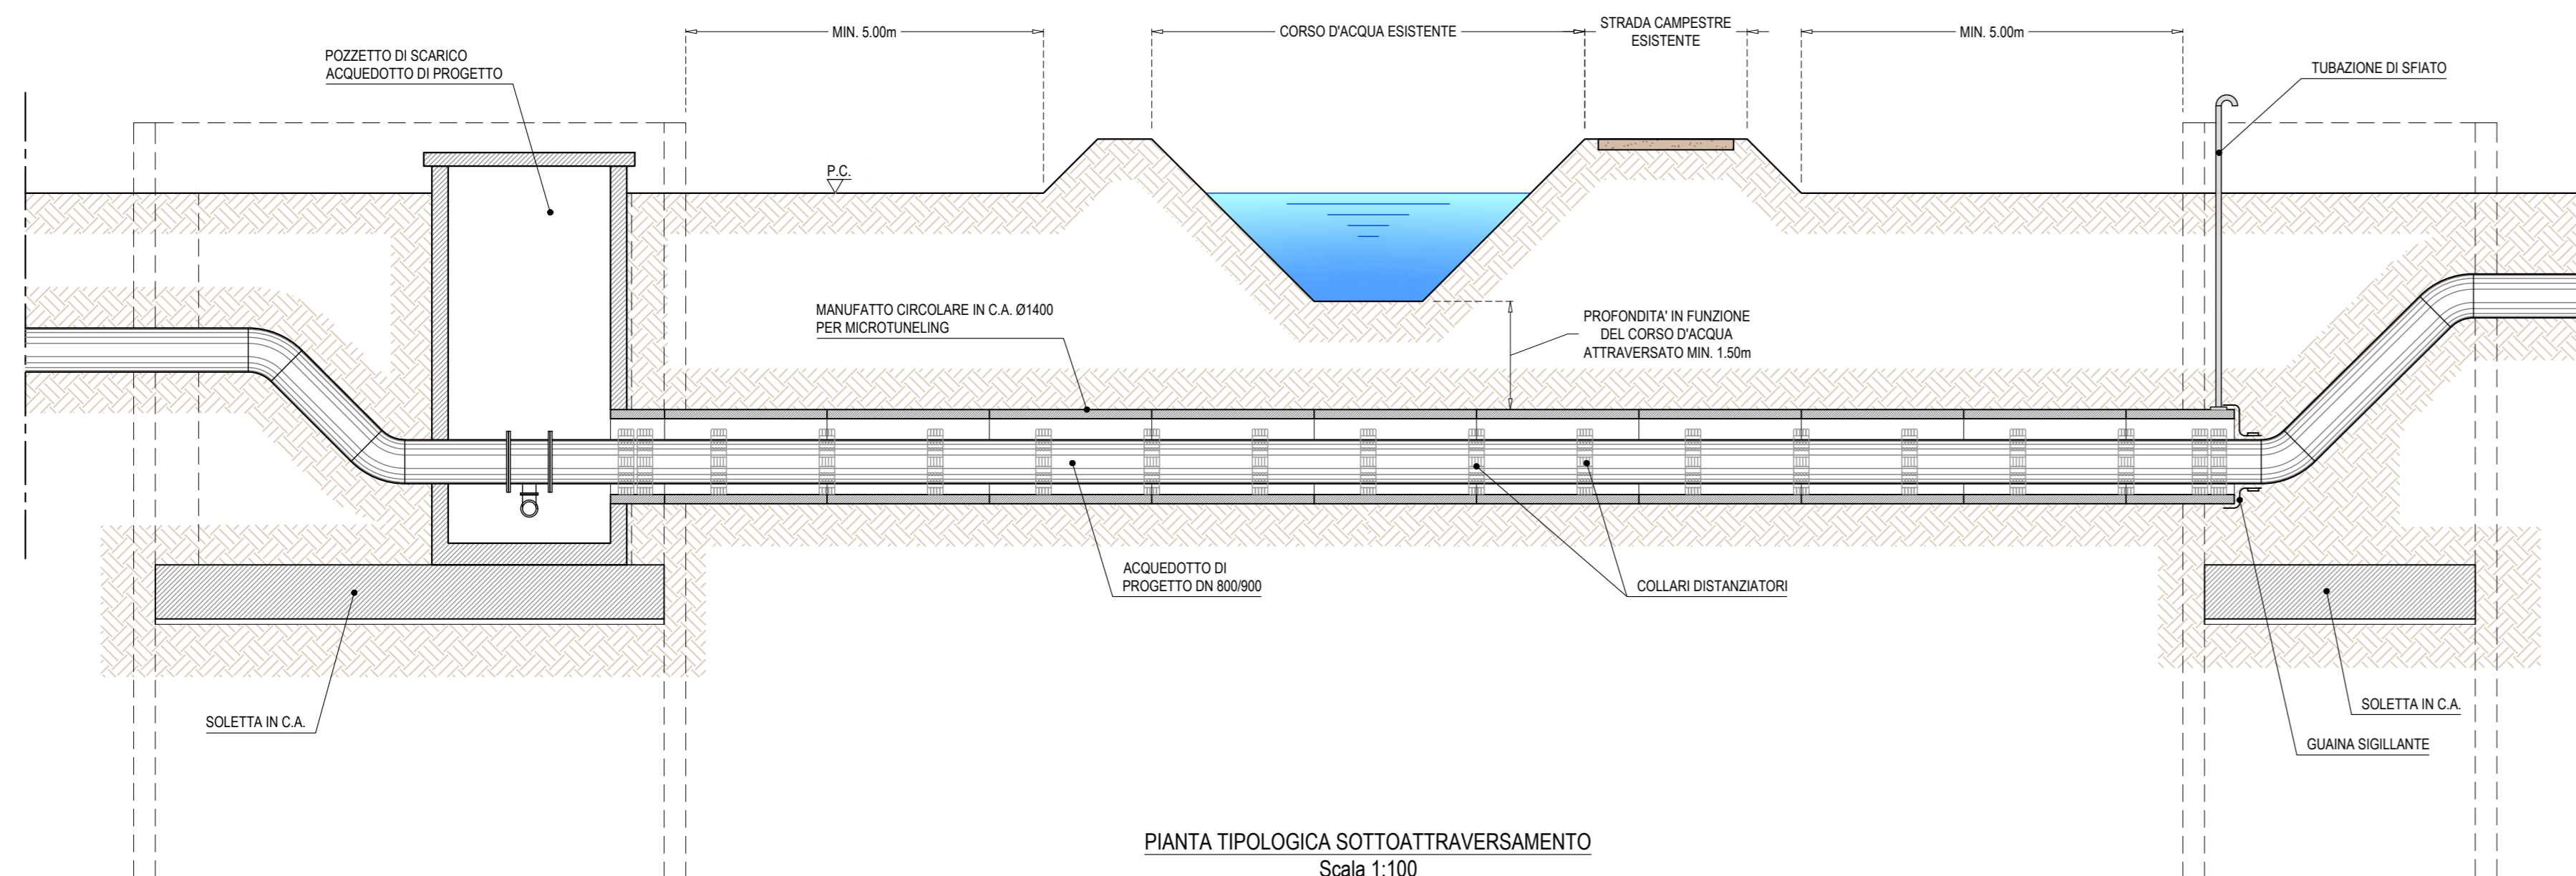 MIN. 5.00m
CORSO D'ACQUA ESISTENTE
STRADA CAMPESTRE
ESISTENTE
MIN. 5.00m
POZZETTO DI SCARICO
ACQUEDOTTO DI PROGETTO
TUBAZIONE DI SFIATO
P.C.
MANUFATTO CIRCOLARE IN C.A. Ø1400
PER MICROTUNELING
PROFONDITA' IN FUNZIONE
DEL CORSO D'ACQUA
ATTRAVERSATO MIN. 1.50m
ACQUEDOTTO DI
PROGETTO DN 800/900
COLLARI DISTANZIATORI
SOLETTA IN C.A.
SOLETTA IN C.A.
GUAINA SIGILLANTE
PIANTA TIPOLOGICA SOTTOATTRAVERSAMENTO
Scala 1:100